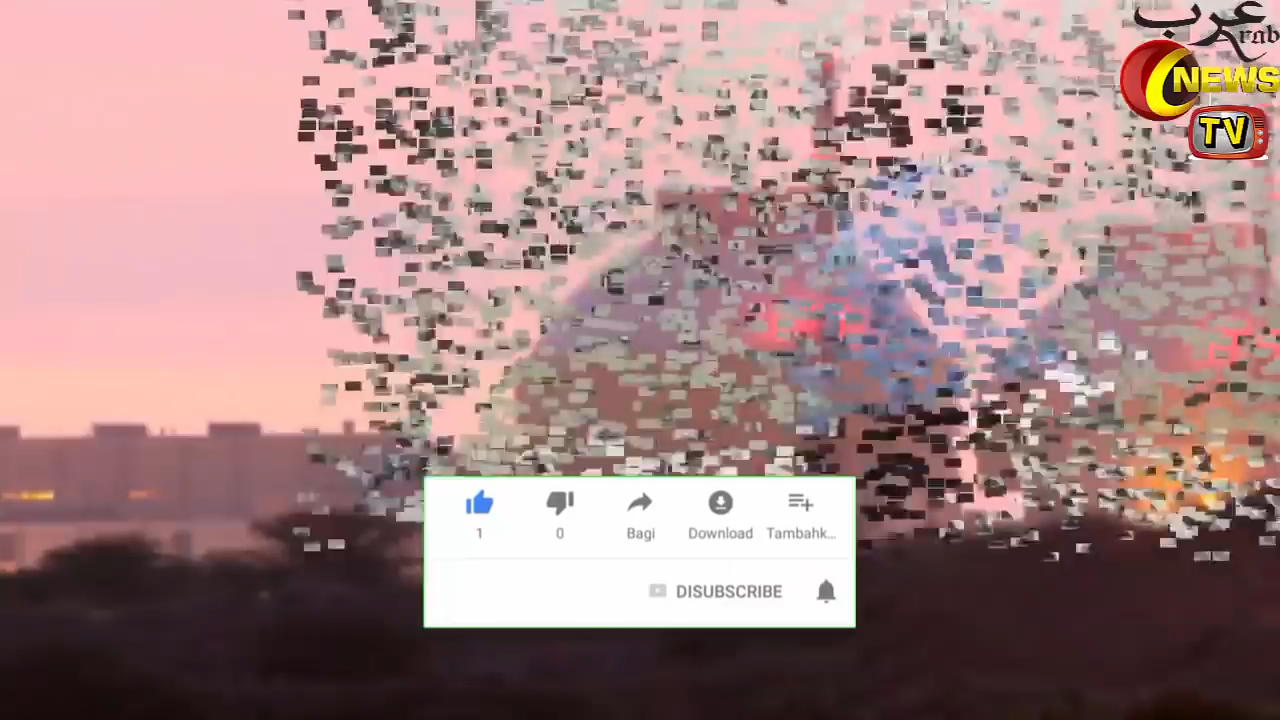 عرب
Arab
NEWS
TV
1
0
Bagi
Download
Tambahk...
DISUBSCRIBE